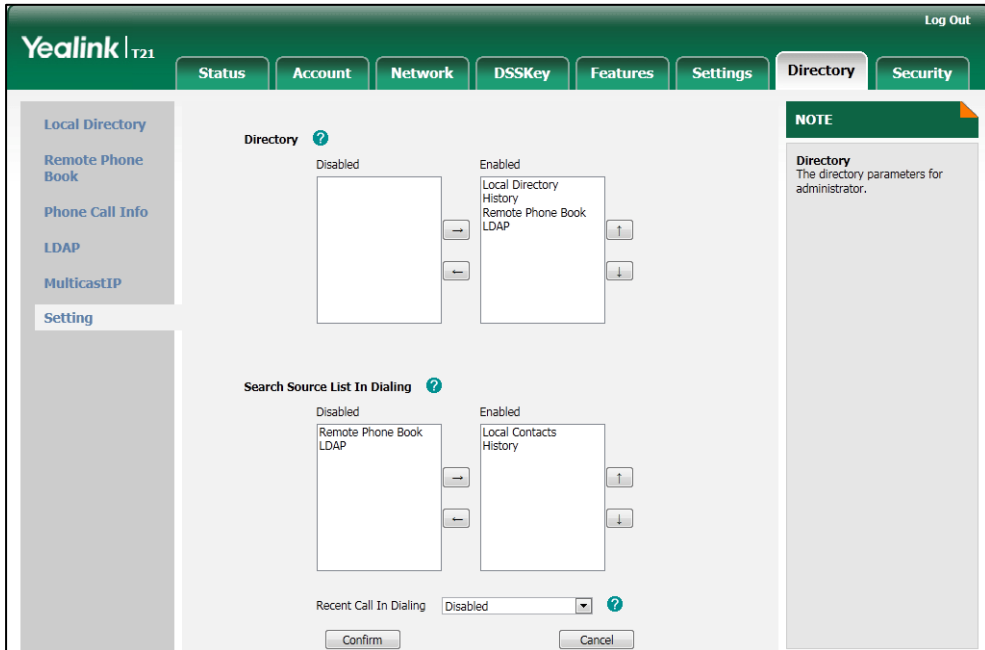 Log Out
Yealink T21
Status Account Network DSSKey Features Settings Directory Security
Local Directory
Remote Phone
Book
Phone Call Info
LDAP
MulticastIP
Setting
Directory ?
Disabled Enabled
Local Directory
History
Remote Phone Book
LDAP
→ ↑
← ↓
Search Source List In Dialing ?
Disabled Enabled
Remote Phone Book Local Contacts
LDAP History
→ ↑
← ↓
Recent Call In Dialing Disabled ?
Confirm Cancel
NOTE
Directory
The directory parameters for
administrator.